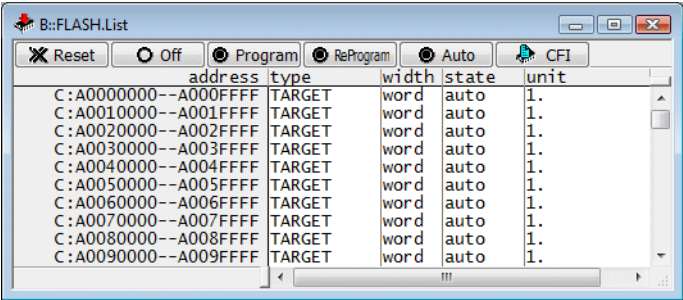 B::FLASH.List
Reset Off Program ReProgram Auto CFI
address type width state unit
C:A0000000--A000FFFF TARGET word auto 1.
C:A0010000--A001FFFF TARGET word auto 1.
C:A0020000--A002FFFF TARGET word auto 1.
C:A0030000--A003FFFF TARGET word auto 1.
C:A0040000--A004FFFF TARGET word auto 1.
C:A0050000--A005FFFF TARGET word auto 1.
C:A0060000--A006FFFF TARGET word auto 1.
C:A0070000--A007FFFF TARGET word auto 1.
C:A0080000--A008FFFF TARGET word auto 1.
C:A0090000--A009FFFF TARGET word auto 1.